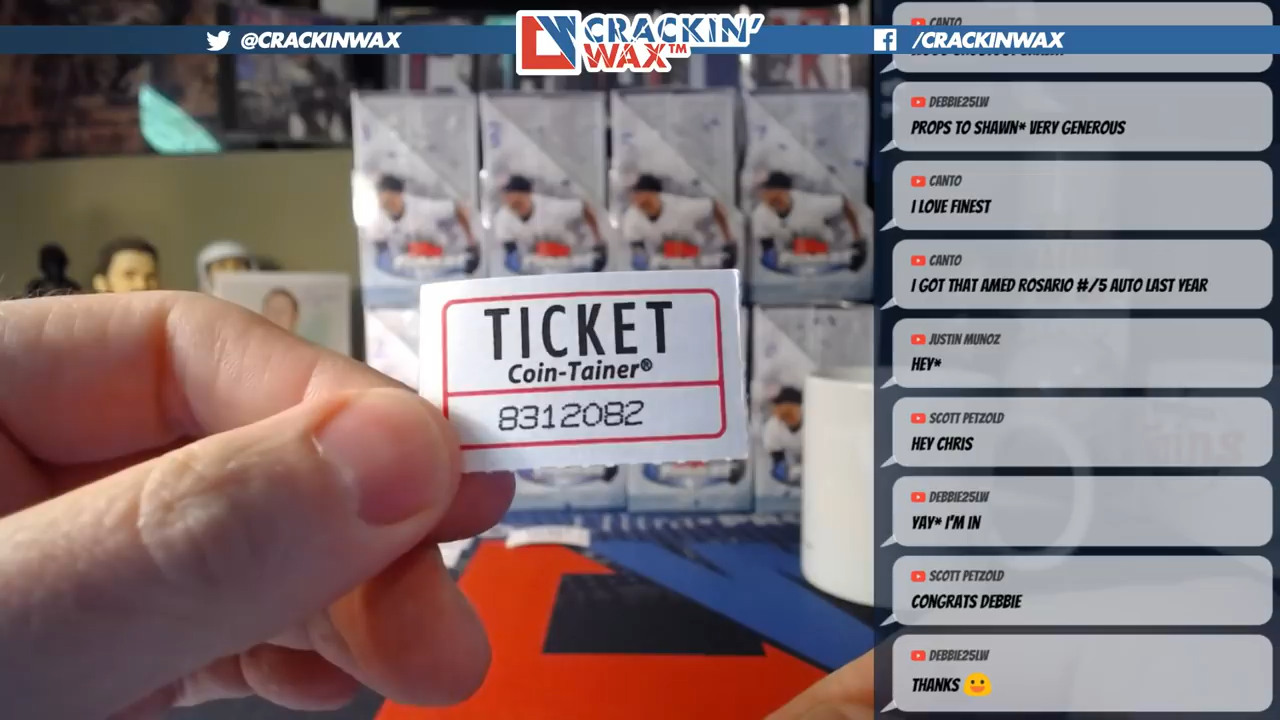 @CRACKINWAX
CRACKIN'
WAX™
/CRACKINWAX
TICKET
Coin-Tainer®
8312082
CANTO
DEBBIE25LW
PROPS TO SHAWN* VERY GENEROUS
CANTO
I LOVE FINEST
CANTO
I GOT THAT AMED ROSARIO #/5 AUTO LAST YEAR
JUSTIN MUNOZ
HEY*
SCOTT PETZOLD
HEY CHRIS
DEBBIE25LW
YAY* I'M IN
SCOTT PETZOLD
CONGRATS DEBBIE
DEBBIE25LW
THANKS 😃